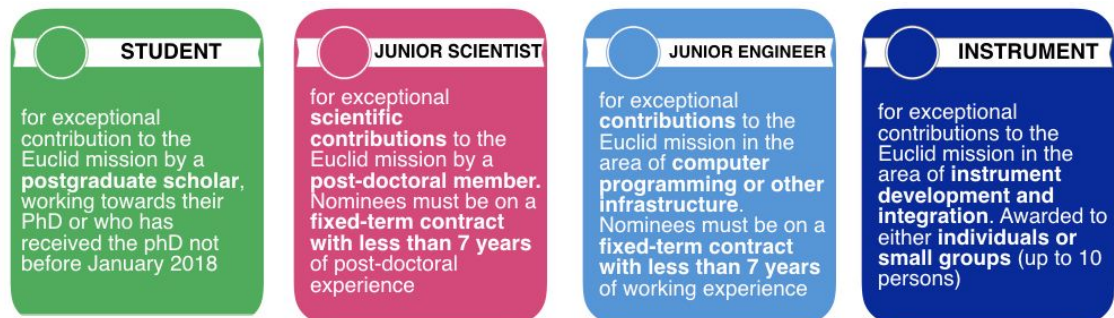 STUDENT
for exceptional
contribution to the
Euclid mission by a
postgraduate scholar,
working towards their
PhD or who has
received the phD not
before January 2018
JUNIOR SCIENTIST
for exceptional
scientific
contributions to the
Euclid mission by a
post-doctoral member.
Nominees must be on a
fixed-term contract
with less than 7 years
of post-doctoral
experience
JUNIOR ENGINEER
for exceptional
contributions to the
Euclid mission in the
area of computer
programming or other
infrastructure.
Nominees must be on a
fixed-term contract
with less than 7 years
of working experience
INSTRUMENT
for exceptional
contributions to the
Euclid mission in the
area of instrument
development and
integration. Awarded to
either individuals or
small groups (up to 10
persons)